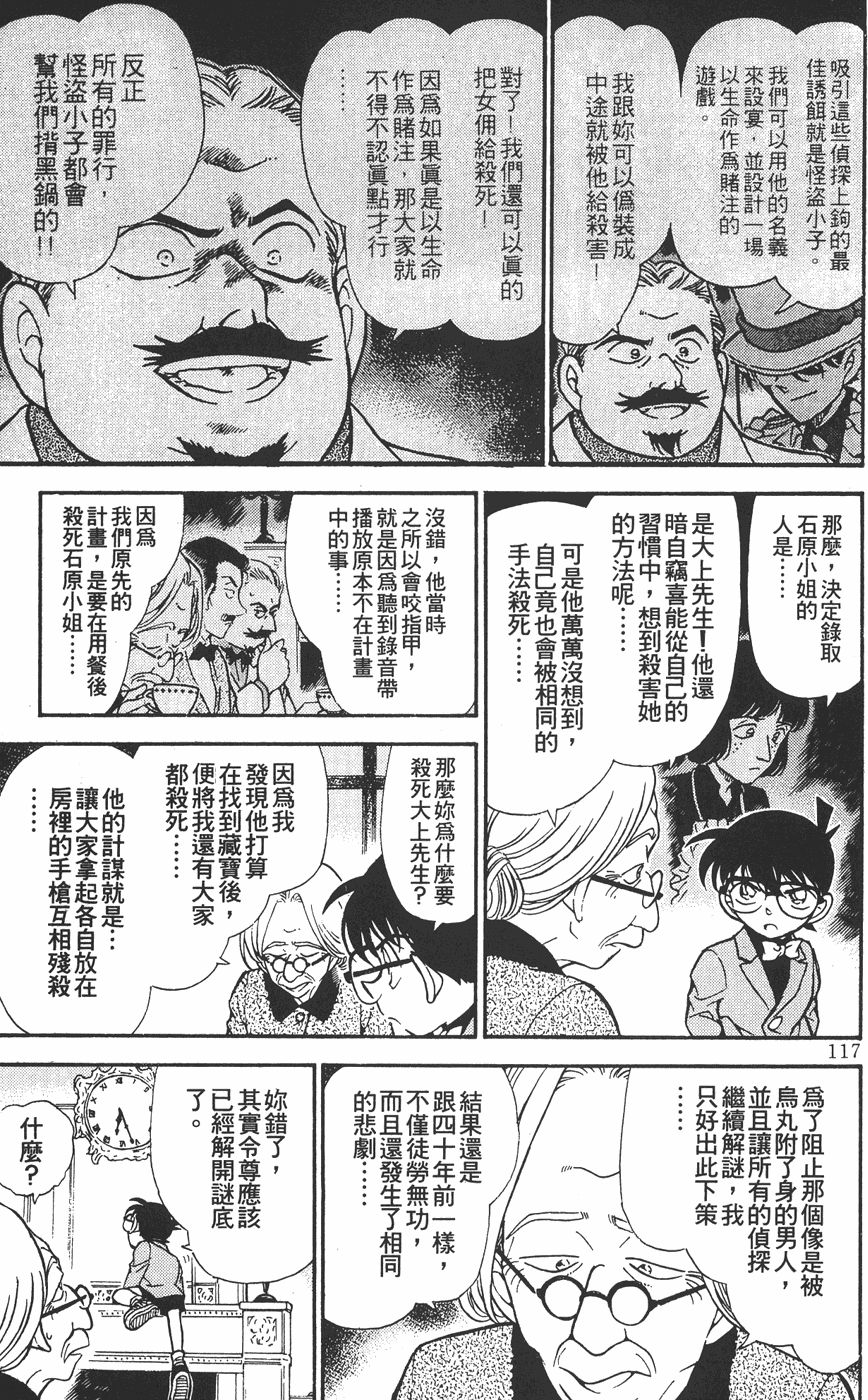 吸引這些偵探上鉤的最
佳誘餌就是怪盜小子。
我們可以用他的名義
來設宴，並設計一場
以生命作為賭注的
遊戲。
我跟妳可以偽裝成
中途就被他給殺害！
對了！我們還可以真的
把女佣給殺死！
因為如果真是以生命
作為賭注，那大家就
不得不認真點才行
……
反正
所有的罪行，
怪盜小子都會
幫我們揹黑鍋的!!
那麼，決定錄取
石原小姐的
人是…
是大上先生！他還
暗自竊喜能從自己的
習慣中，想到殺害她
的方法呢……
可是他萬萬沒想到，
自己竟也會被相同的
手法殺死……
沒錯，他當時
之所以會咬指甲，
就是因為聽到錄音帶
播放原本不在計畫
中的事……
因為
我們原先的
計畫，是要在用餐後
殺死石原小姐……
那麼妳為什麼要
殺死大上先生？
因為我
發現他打算
在找到藏寶後，
便將我還有大家
都殺死……
他的計謀就是…
讓大家拿起各自放在
房裡的手槍互相殘殺
……
117
為了阻止那個像是被
烏丸附了身的男人，
並且讓所有的偵探
繼續解謎，我
只好出此下策
……
結果還是
跟四十年前一樣，
不僅徒勞無功，
而且還發生了相同
的悲劇……
妳錯了，
其實令尊應該
已經解開謎底
了。
什麼？